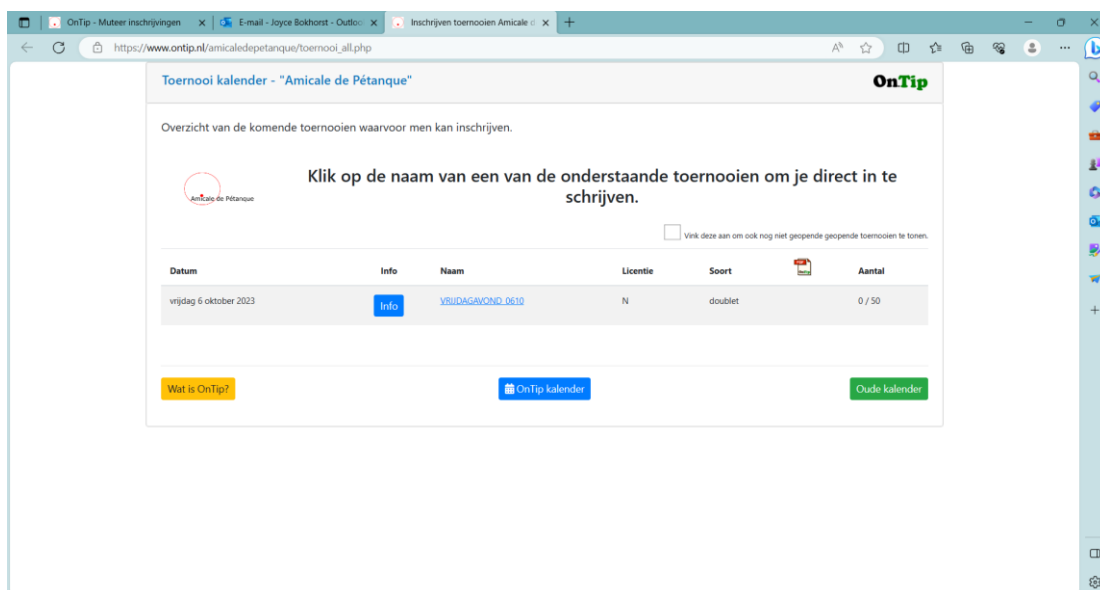 OnTip - Muteer inschrijvingen
E-mail - Joyce Bokhorst - Outloo
Inschrijven toernooien Amicale d
https://www.ontip.nl/amicaledepetanque/toernooi_all.php
Toernooi kalender - "Amicale de Pétanque"
OnTip
Overzicht van de komende toernooien waarvoor men kan inschrijven.
Amicale de Pétanque
Klik op de naam van een van de onderstaande toernooien om je direct in te
schrijven.
Vink deze aan om ook nog niet geopende geopende toernooien te tonen.
Datum Info Naam Licentie Soort Aantal
vrijdag 6 oktober 2023 Info VRIJDAGAVOND_0610 N doublet 0 / 50
Wat is OnTip? OnTip kalender Oude kalender